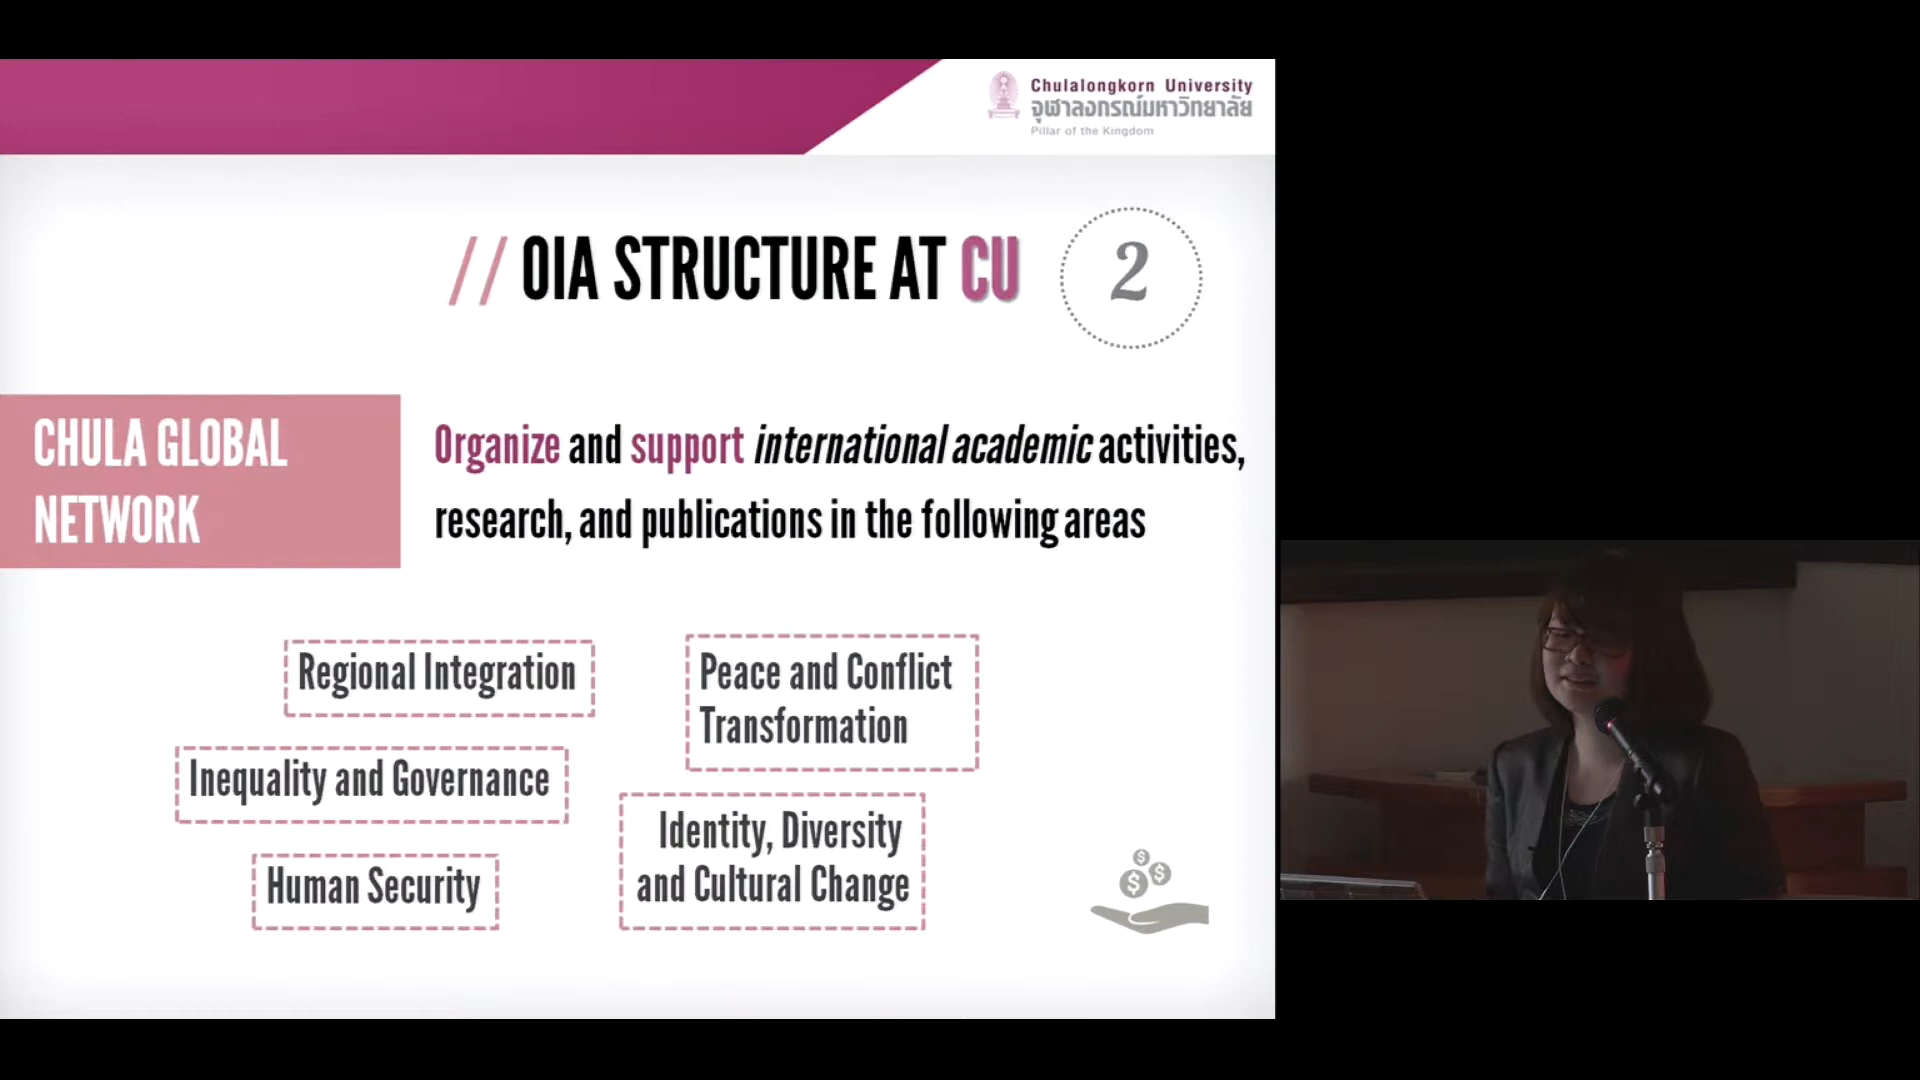 Chulalongkorn University
จุฬาลงกรณ์มหาวิทยาลัย
Pillar of the Kingdom
// OIA STRUCTURE AT CU
2
CHULA GLOBAL
NETWORK
Organize and support international academic activities,
research, and publications in the following areas
Regional Integration
Peace and Conflict
Transformation
Inequality and Governance
Identity, Diversity
and Cultural Change
Human Security
$
$
$